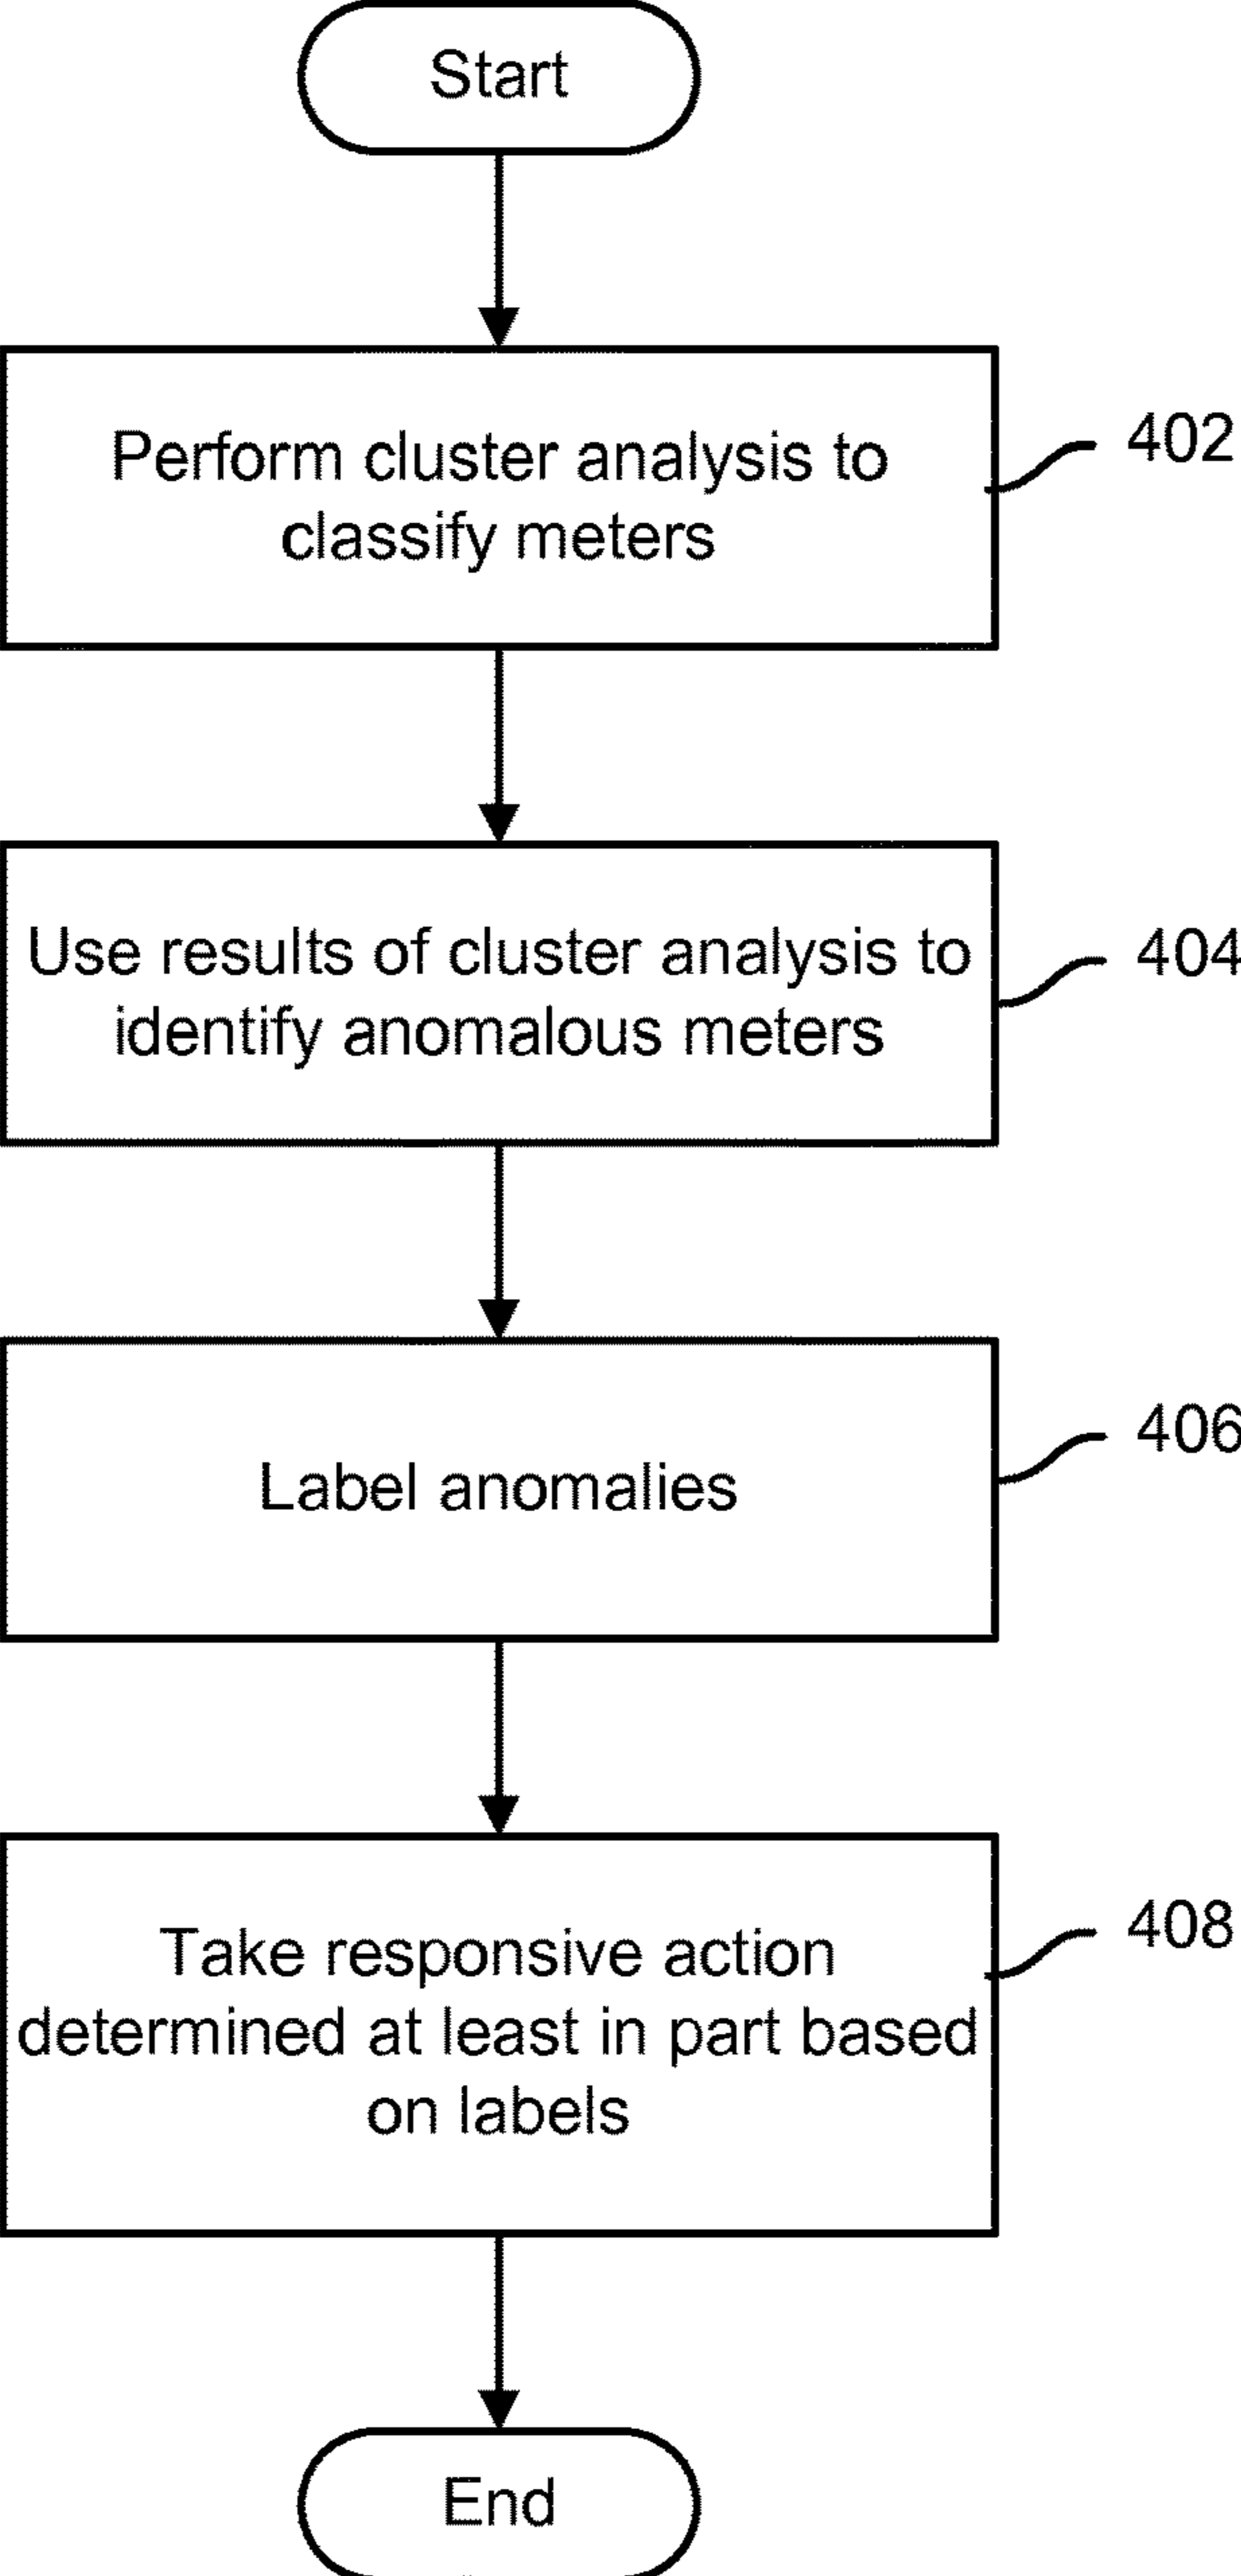 Start
Perform cluster analysis to
classify meters
402
Use results of cluster analysis to
identify anomalous meters
404
Label anomalies
406
Take responsive action
determined at least in part based
on labels
408
End